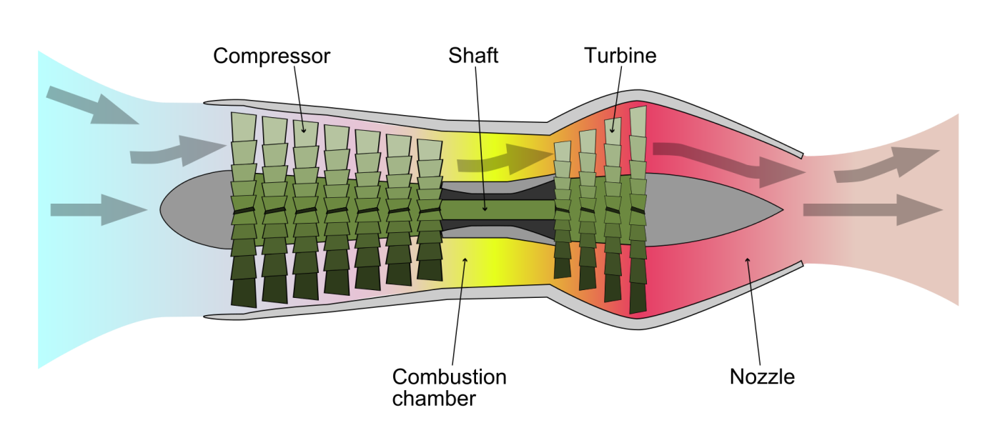 Compressor
Shaft
Turbine
Combustion
chamber
Nozzle